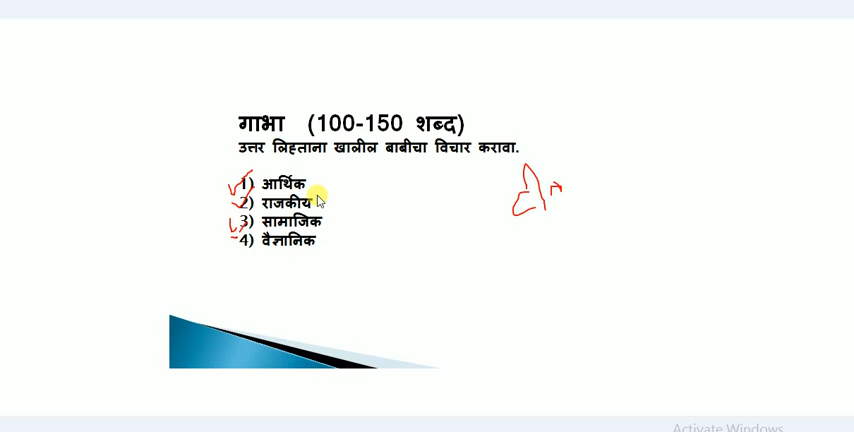 गाभा (100-150 शब्द)
उत्तर लिहताना खालील बाबीचा विचार करावा.
1) आर्थिक
2) राजकीय
3) सामाजिक
4) वैज्ञानिक
Activate Windows